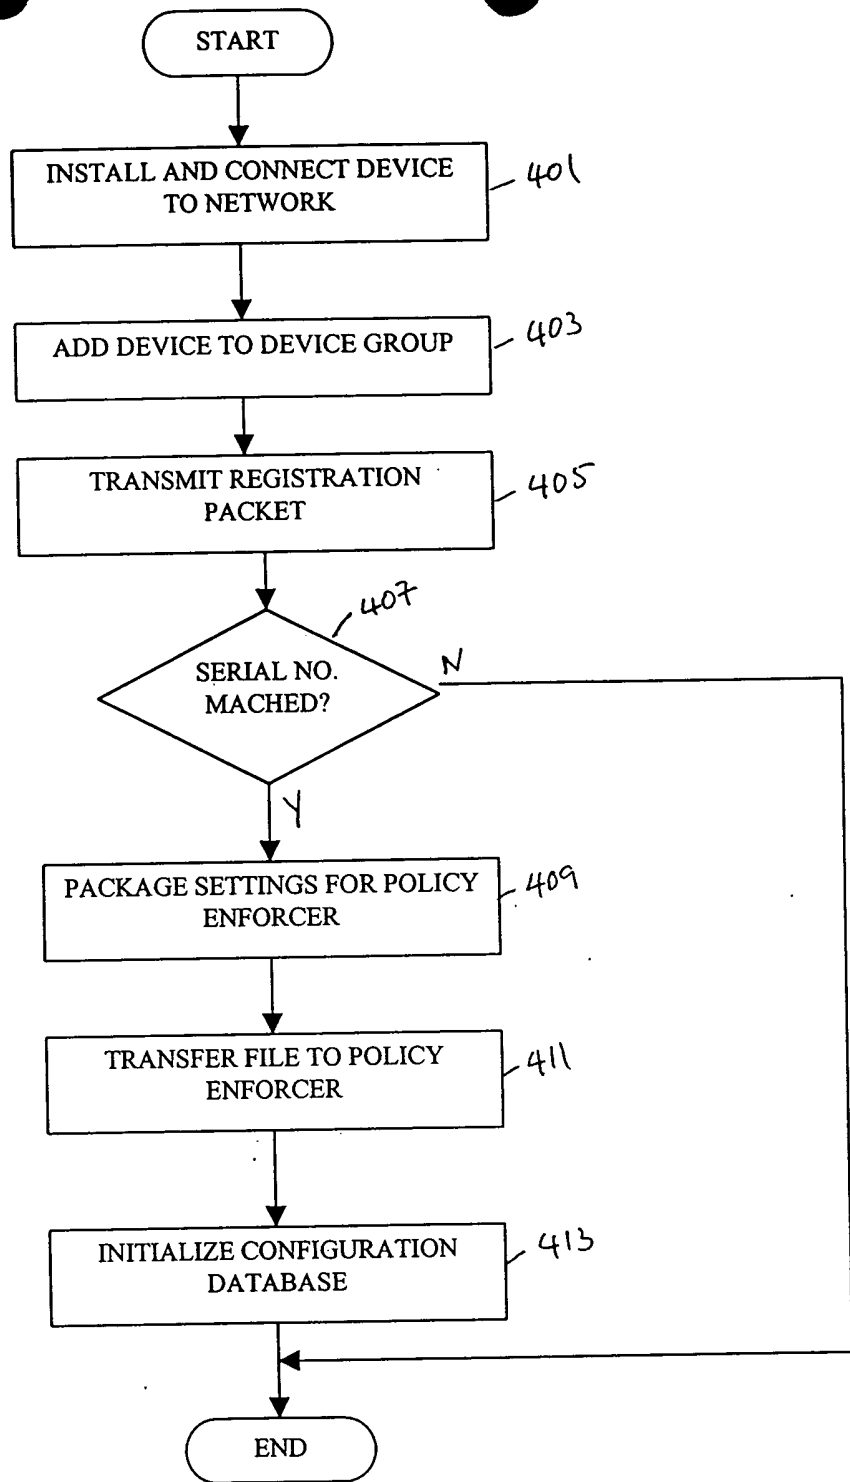 START
INSTALL AND CONNECT DEVICE
TO NETWORK
401
ADD DEVICE TO DEVICE GROUP
403
TRANSMIT REGISTRATION
PACKET
405
407
SERIAL NO.
MACHED?
N
Y
PACKAGE SETTINGS FOR POLICY
ENFORCER
409
TRANSFER FILE TO POLICY
ENFORCER
411
INITIALIZE CONFIGURATION
DATABASE
413
END